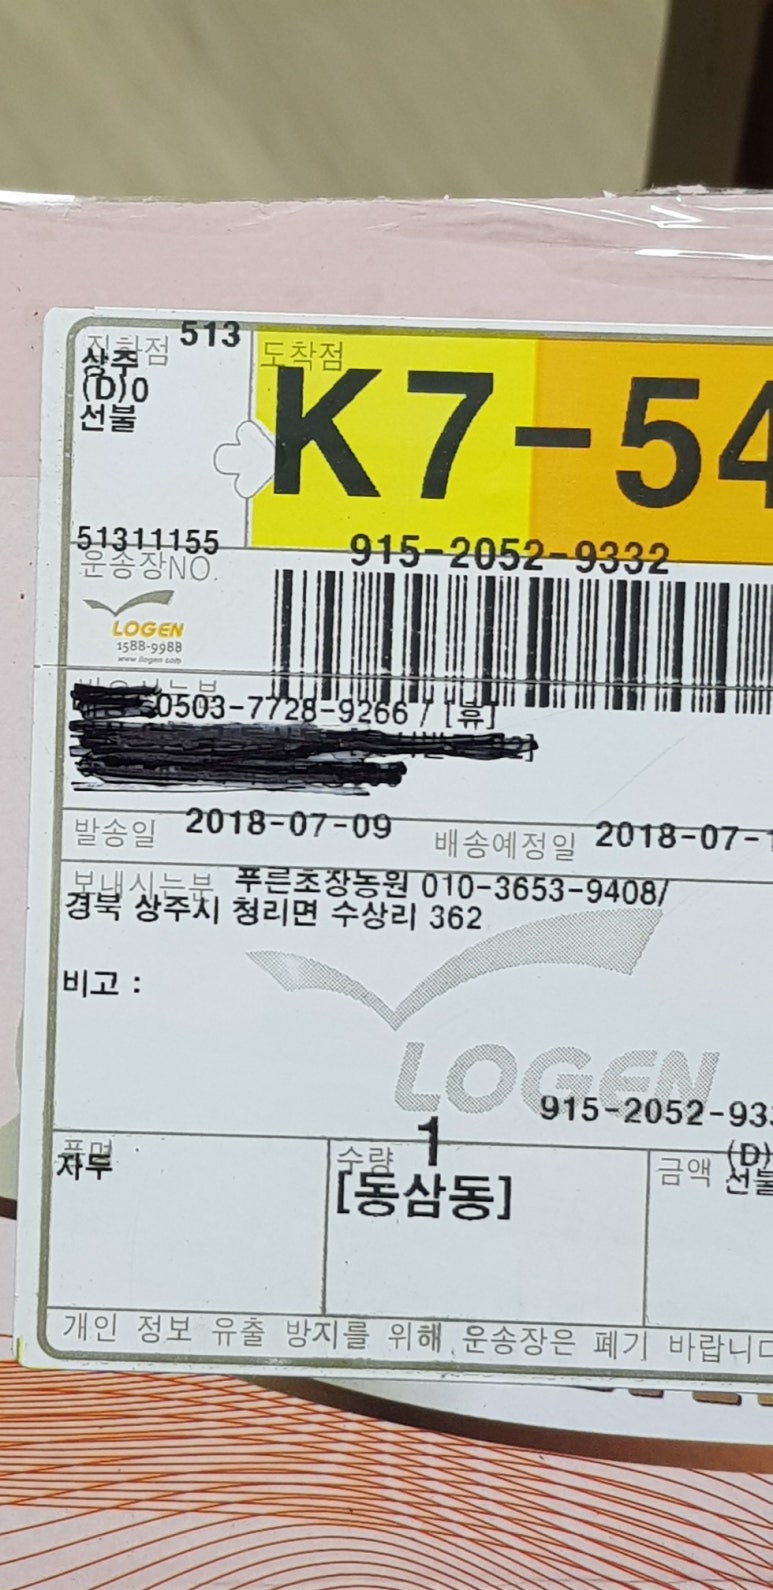 집하점 513
상주
(D)0
선불
도착점
K7-54
51311155
915-2052-9332
운송장NO.
LOGEN
1588-9988
www.ilogen.com
0503-7728-9266 / [휴]
발송일 2018-07-09 배송예정일 2018-07-1
보내시는분 푸른초장농원 010-3653-9408/
경북 상주시 청리면 수상리 362
비고 :
LOGEN
915-2052-933
품명
자두
수량 1
[동삼동]
금액 (D)
선불
개인 정보 유출 방지를 위해 운송장은 폐기 바랍니다